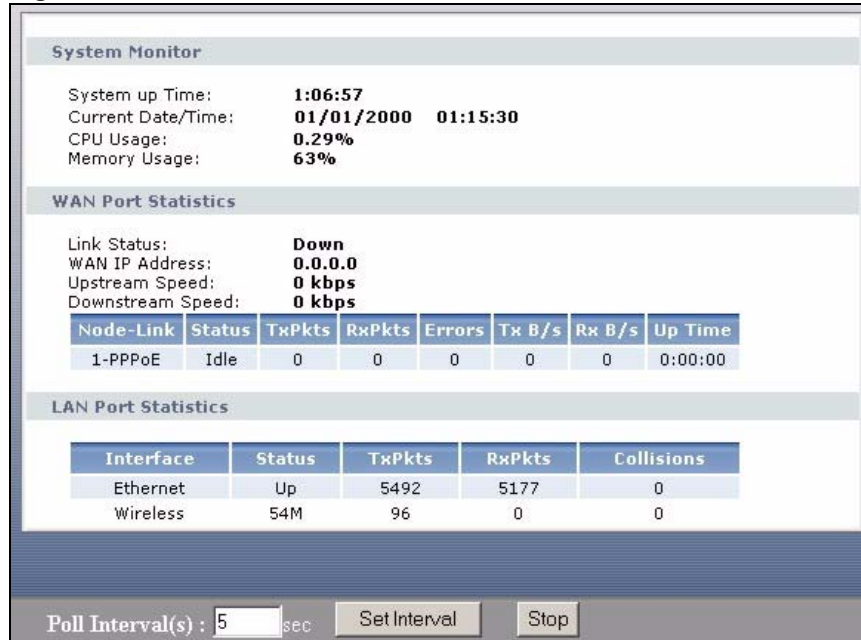 System Monitor
System up Time: 1:06:57
Current Date/Time: 01/01/2000 01:15:30
CPU Usage: 0.29%
Memory Usage: 63%
WAN Port Statistics
Link Status: Down
WAN IP Address: 0.0.0.0
Upstream Speed: 0 kbps
Downstream Speed: 0 kbps
Node-Link Status TxPkts RxPkts Errors Tx B/s Rx B/s Up Time
1-PPPoE Idle 0 0 0 0 0 0:00:00
LAN Port Statistics
Interface Status TxPkts RxPkts Collisions
Ethernet Up 5492 5177 0
Wireless 54M 96 0 0
Poll Interval(s) : 5 sec Set Interval Stop